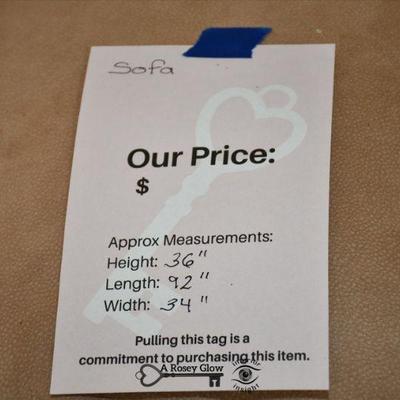 Sofa
Our Price:
$
Approx Measurements:
Height: 36"
Length: 92"
Width: 34"
Pulling this tag is a
commitment to purchasing this item.
A Rosey Glow
insight